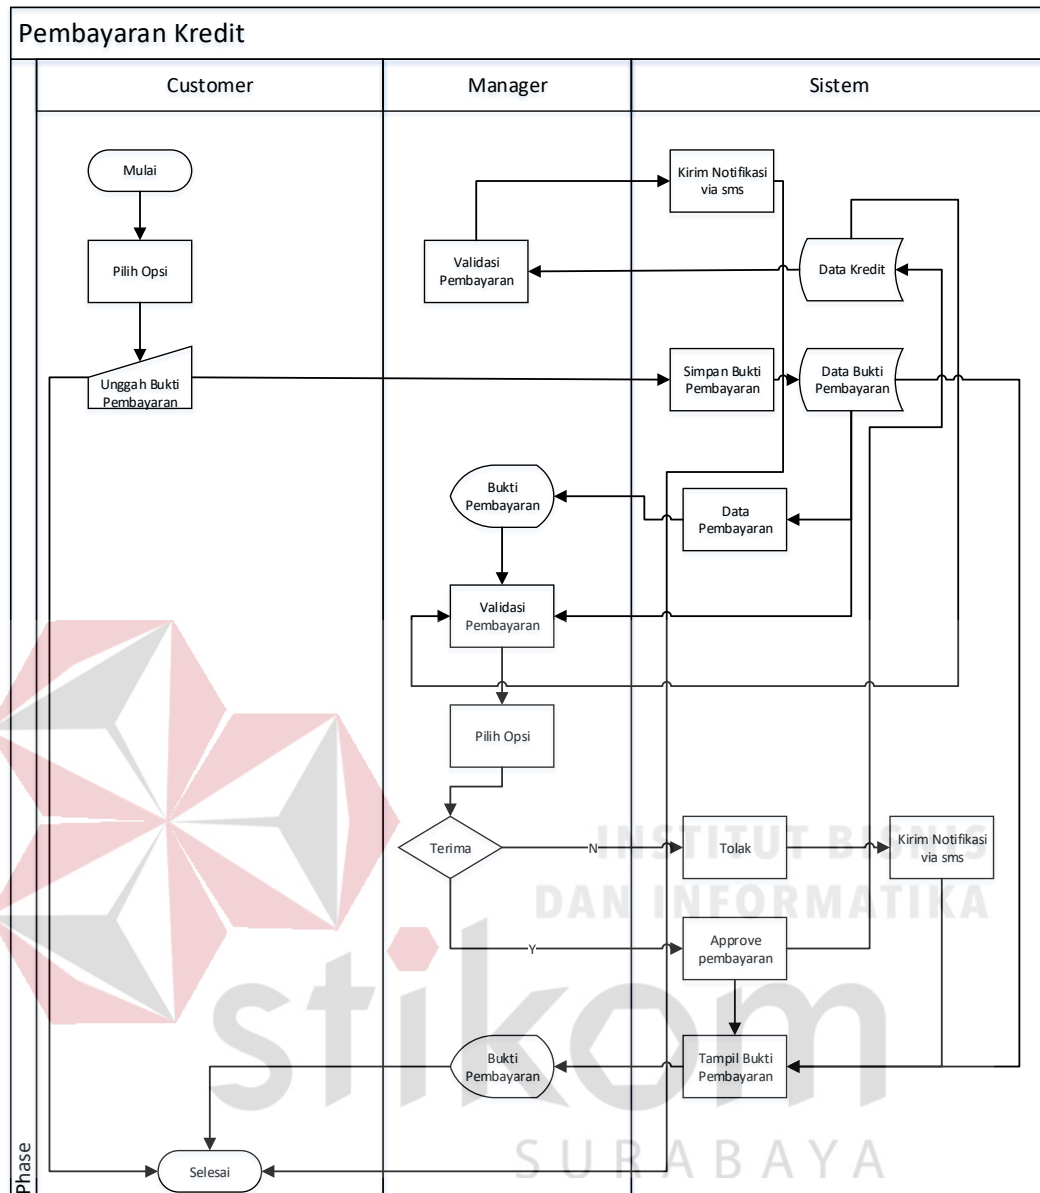 Pembayaran Kredit
Customer
Manager
Sistem
Mulai
Kirim Notifikasi
via sms
Pilih Opsi
Validasi
Pembayaran
Data Kredit
Unggah Bukti
Pembayaran
Simpan Bukti
Pembayaran
Data Bukti
Pembayaran
Bukti
Pembayaran
Data
Pembayaran
Validasi
Pembayaran
Pilih Opsi
Terima
N
Tolak
Kirim Notifikasi
via sms
INSTITUT BISNIS
DAN INFORMATIKA
Y
Approve
pembayaran
stikom
Bukti
Pembayaran
Tampil Bukti
Pembayaran
SURABAYA
Selesai
Phase